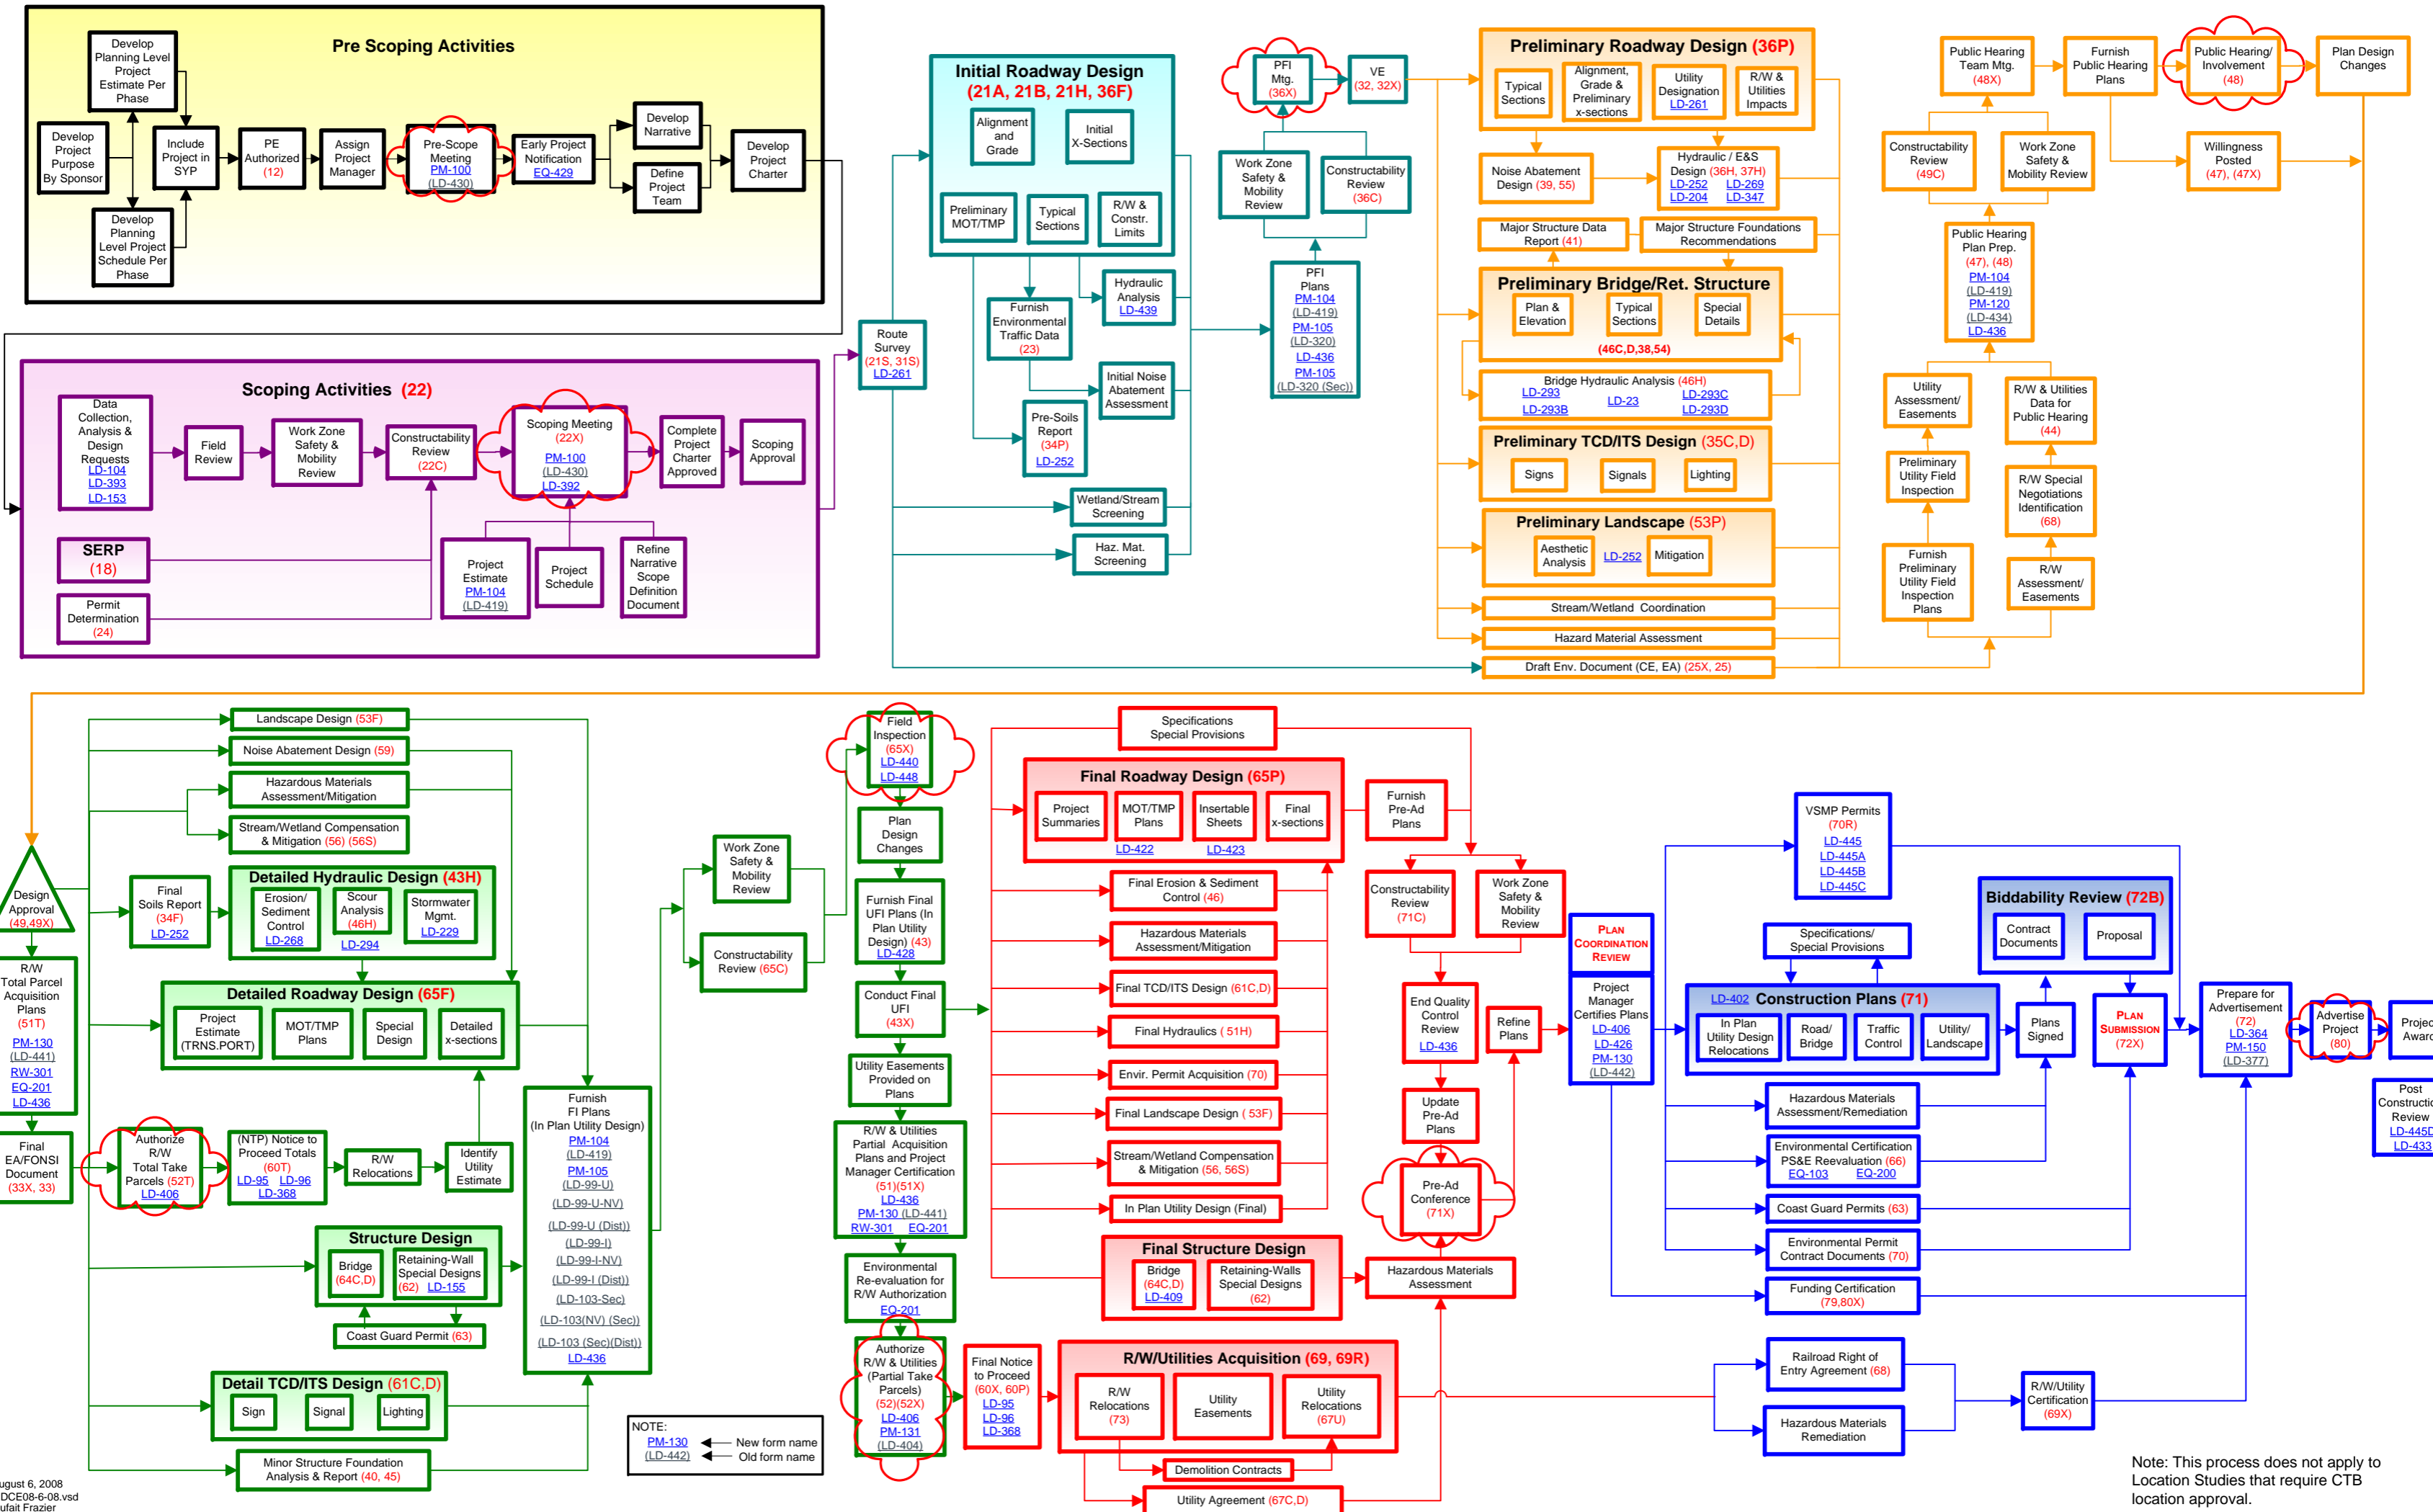 Pre Scoping Activities
Develop
Planning Level
Project
Estimate Per
Phase
Develop
Project
Purpose
By Sponsor
Develop
Planning
Level Project
Schedule Per
Phase
Include
Project in
SYP
PE
Authorized
(12)
Assign
Project
Manager
Pre-Scope
Meeting
PM-100
(LD-430)
Early Project
Notification
EQ-429
Develop
Narrative
Define
Project
Team
Develop
Project
Charter
Scoping Activities (22)
Data
Collection,
Analysis &
Design
Requests
LD-104
LD-393
LD-153
Field
Review
Work Zone
Safety &
Mobility
Review
Constructability
Review
(22C)
Scoping Meeting
(22X)
PM-100
(LD-430)
LD-392
Complete
Project
Charter
Approved
Scoping
Approval
SERP
(18)
Permit
Determination
(24)
Project
Estimate
PM-104
(LD-419)
Project
Schedule
Refine
Narrative
Scope
Definition
Document
Route
Survey
(21S, 31S)
LD-261
Initial Roadway Design
(21A, 21B, 21H, 36F)
Alignment
and
Grade
Initial
X-Sections
Preliminary
MOT/TMP
Typical
Sections
R/W &
Constr.
Limits
Hydraulic
Analysis
LD-439
Furnish
Environmental
Traffic Data
(23)
Initial Noise
Abatement
Assessment
Pre-Soils
Report
(34P)
LD-252
Wetland/Stream
Screening
Haz. Mat.
Screening
PFI
Mtg.
(36X)
VE
(32, 32X)
Work Zone
Safety &
Mobility
Review
Constructability
Review
(36C)
PFI
Plans
PM-104
(LD-419)
PM-105
(LD-320)
LD-436
PM-105
(LD-320 (Sec))
Preliminary Roadway Design (36P)
Typical
Sections
Alignment,
Grade &
Preliminary
x-sections
Utility
Designation
LD-261
R/W &
Utilities
Impacts
Noise Abatement
Design (39, 55)
Hydraulic / E&S
Design (36H, 37H)
LD-252 LD-269
LD-204 LD-347
Major Structure Data
Report (41)
Major Structure Foundations
Recommendations
Preliminary Bridge/Ret. Structure
Plan &
Elevation
Typical
Sections
Special
Details
(46C,D,38,54)
Bridge Hydraulic Analysis (46H)
LD-293 LD-23 LD-293C
LD-293B LD-293D
Preliminary TCD/ITS Design (35C,D)
Signs
Signals
Lighting
Preliminary Landscape (53P)
Aesthetic
Analysis
LD-252
Mitigation
Stream/Wetland Coordination
Hazard Material Assessment
Draft Env. Document (CE, EA) (25X, 25)
Public Hearing
Team Mtg.
(48X)
Furnish
Public Hearing
Plans
Public Hearing/
Involvement
(48)
Plan Design
Changes
Constructability
Review
(49C)
Work Zone
Safety &
Mobility Review
Willingness
Posted
(47), (47X)
Public Hearing
Plan Prep.
(47), (48)
PM-104
(LD-419)
PM-120
(LD-434)
LD-436
Utility
Assessment/
Easements
R/W & Utilities
Data for
Public Hearing
(44)
Preliminary
Utility Field
Inspection
R/W Special
Negotiations
Identification
(68)
Furnish
Preliminary
Utility Field
Inspection
Plans
R/W
Assessment/
Easements
Landscape Design (53F)
Noise Abatement Design (59)
Hazardous Materials
Assessment/Mitigation
Stream/Wetland Compensation
& Mitigation (56) (56S)
Design
Approval
(49,49X)
Final
Soils Report
(34F)
LD-252
Detailed Hydraulic Design (43H)
Erosion/
Sediment
Control
LD-268
Scour
Analysis
(46H)
LD-294
Stormwater
Mgmt.
LD-229
R/W
Total Parcel
Acquisition
Plans
(51T)
PM-130
(LD-441)
RW-301
EQ-201
LD-436
Final
EA/FONSI
Document
(33X, 33)
Detailed Roadway Design (65F)
Project
Estimate
(TRNS.PORT)
MOT/TMP
Plans
Special
Design
Detailed
x-sections
Authorize
R/W
Total Take
Parcels (52T)
LD-406
(NTP) Notice to
Proceed Totals
(60T)
LD-95 LD-96
LD-368
R/W
Relocations
Identify
Utility
Estimate
Structure Design
Bridge
(64C,D)
Retaining-Wall
Special Designs
(62) LD-155
Coast Guard Permit (63)
Detail TCD/ITS Design (61C,D)
Sign
Signal
Lighting
Minor Structure Foundation
Analysis & Report (40, 45)
Furnish
FI Plans
(In Plan Utility Design)
PM-104
(LD-419)
PM-105
(LD-99-U)
(LD-99-U-NV)
(LD-99-U (Dist))
(LD-99-I)
(LD-99-I-NV)
(LD-99-I (Dist))
(LD-103-Sec)
(LD-103(NV) (Sec))
(LD-103 (Sec)(Dist))
LD-436
Work Zone
Safety &
Mobility
Review
Constructability
Review (65C)
Field
Inspection
(65X)
LD-440
LD-448
Plan
Design
Changes
Furnish Final
UFI Plans (In
Plan Utility
Design) (43)
LD-428
Conduct Final
UFI
(43X)
Utility Easements
Provided on
Plans
R/W & Utilities
Partial Acquisition
Plans and Project
Manager Certification
(51)(51X)
LD-436
PM-130 (LD-441)
RW-301 EQ-201
Environmental
Re-evaluation for
R/W Authorization
EQ-201
Authorize
R/W & Utilities
(Partial Take
Parcels)
(52)(52X)
LD-406
PM-131
(LD-404)
NOTE:
PM-130 New form name
(LD-442) Old form name
Specifications
Special Provisions
Final Roadway Design (65P)
Project
Summaries
MOT/TMP
Plans
Insertable
Sheets
Final
x-sections
LD-422 LD-423
Furnish
Pre-Ad
Plans
Final Erosion & Sediment
Control (46)
Hazardous Materials
Assessment/Mitigation
Final TCD/ITS Design (61C,D)
Final Hydraulics ( 51H)
Envir. Permit Acquisition (70)
Final Landscape Design ( 53F)
Stream/Wetland Compensation
& Mitigation (56, 56S)
In Plan Utility Design (Final)
Final Structure Design
Bridge
(64C,D)
LD-409
Retaining-Walls
Special Designs
(62)
Hazardous Materials
Assessment
Constructability
Review
(71C)
Work Zone
Safety &
Mobility
Review
End Quality
Control
Review
LD-436
Refine
Plans
Update
Pre-Ad
Plans
Pre-Ad
Conference
(71X)
Final Notice
to Proceed
(60X, 60P)
LD-95
LD-96
LD-368
R/W/Utilities Acquisition (69, 69R)
R/W
Relocations
(73)
Utility
Easements
Utility
Relocations
(67U)
Demolition Contracts
Utility Agreement (67C,D)
PLAN
COORDINATION
REVIEW
Project
Manager
Certifies Plans
LD-406
LD-426
PM-130
(LD-442)
VSMP Permits
(70R)
LD-445
LD-445A
LD-445B
LD-445C
Specifications/
Special Provisions
LD-402 Construction Plans (71)
In Plan
Utility Design
Relocations
Road/
Bridge
Traffic
Control
Utility/
Landscape
Plans
Signed
Biddability Review (72B)
Contract
Documents
Proposal
PLAN
SUBMISSION
(72X)
Prepare for
Advertisement
(72)
LD-364
PM-150
(LD-377)
Advertise
Project
(80)
Project
Award
Post
Construction
Review
LD-445D
LD-433
Hazardous Materials
Assessment/Remediation
Environmental Certification
PS&E Reevaluation (66)
EQ-103 EQ-200
Coast Guard Permits (63)
Environmental Permit
Contract Documents (70)
Funding Certification
(79,80X)
Railroad Right of
Entry Agreement (68)
Hazardous Materials
Remediation
R/W/Utility
Certification
(69X)
Note: This process does not apply to
Location Studies that require CTB
location approval.
ugust 6, 2008
DCE08-6-08.vsd
ufait Frazier